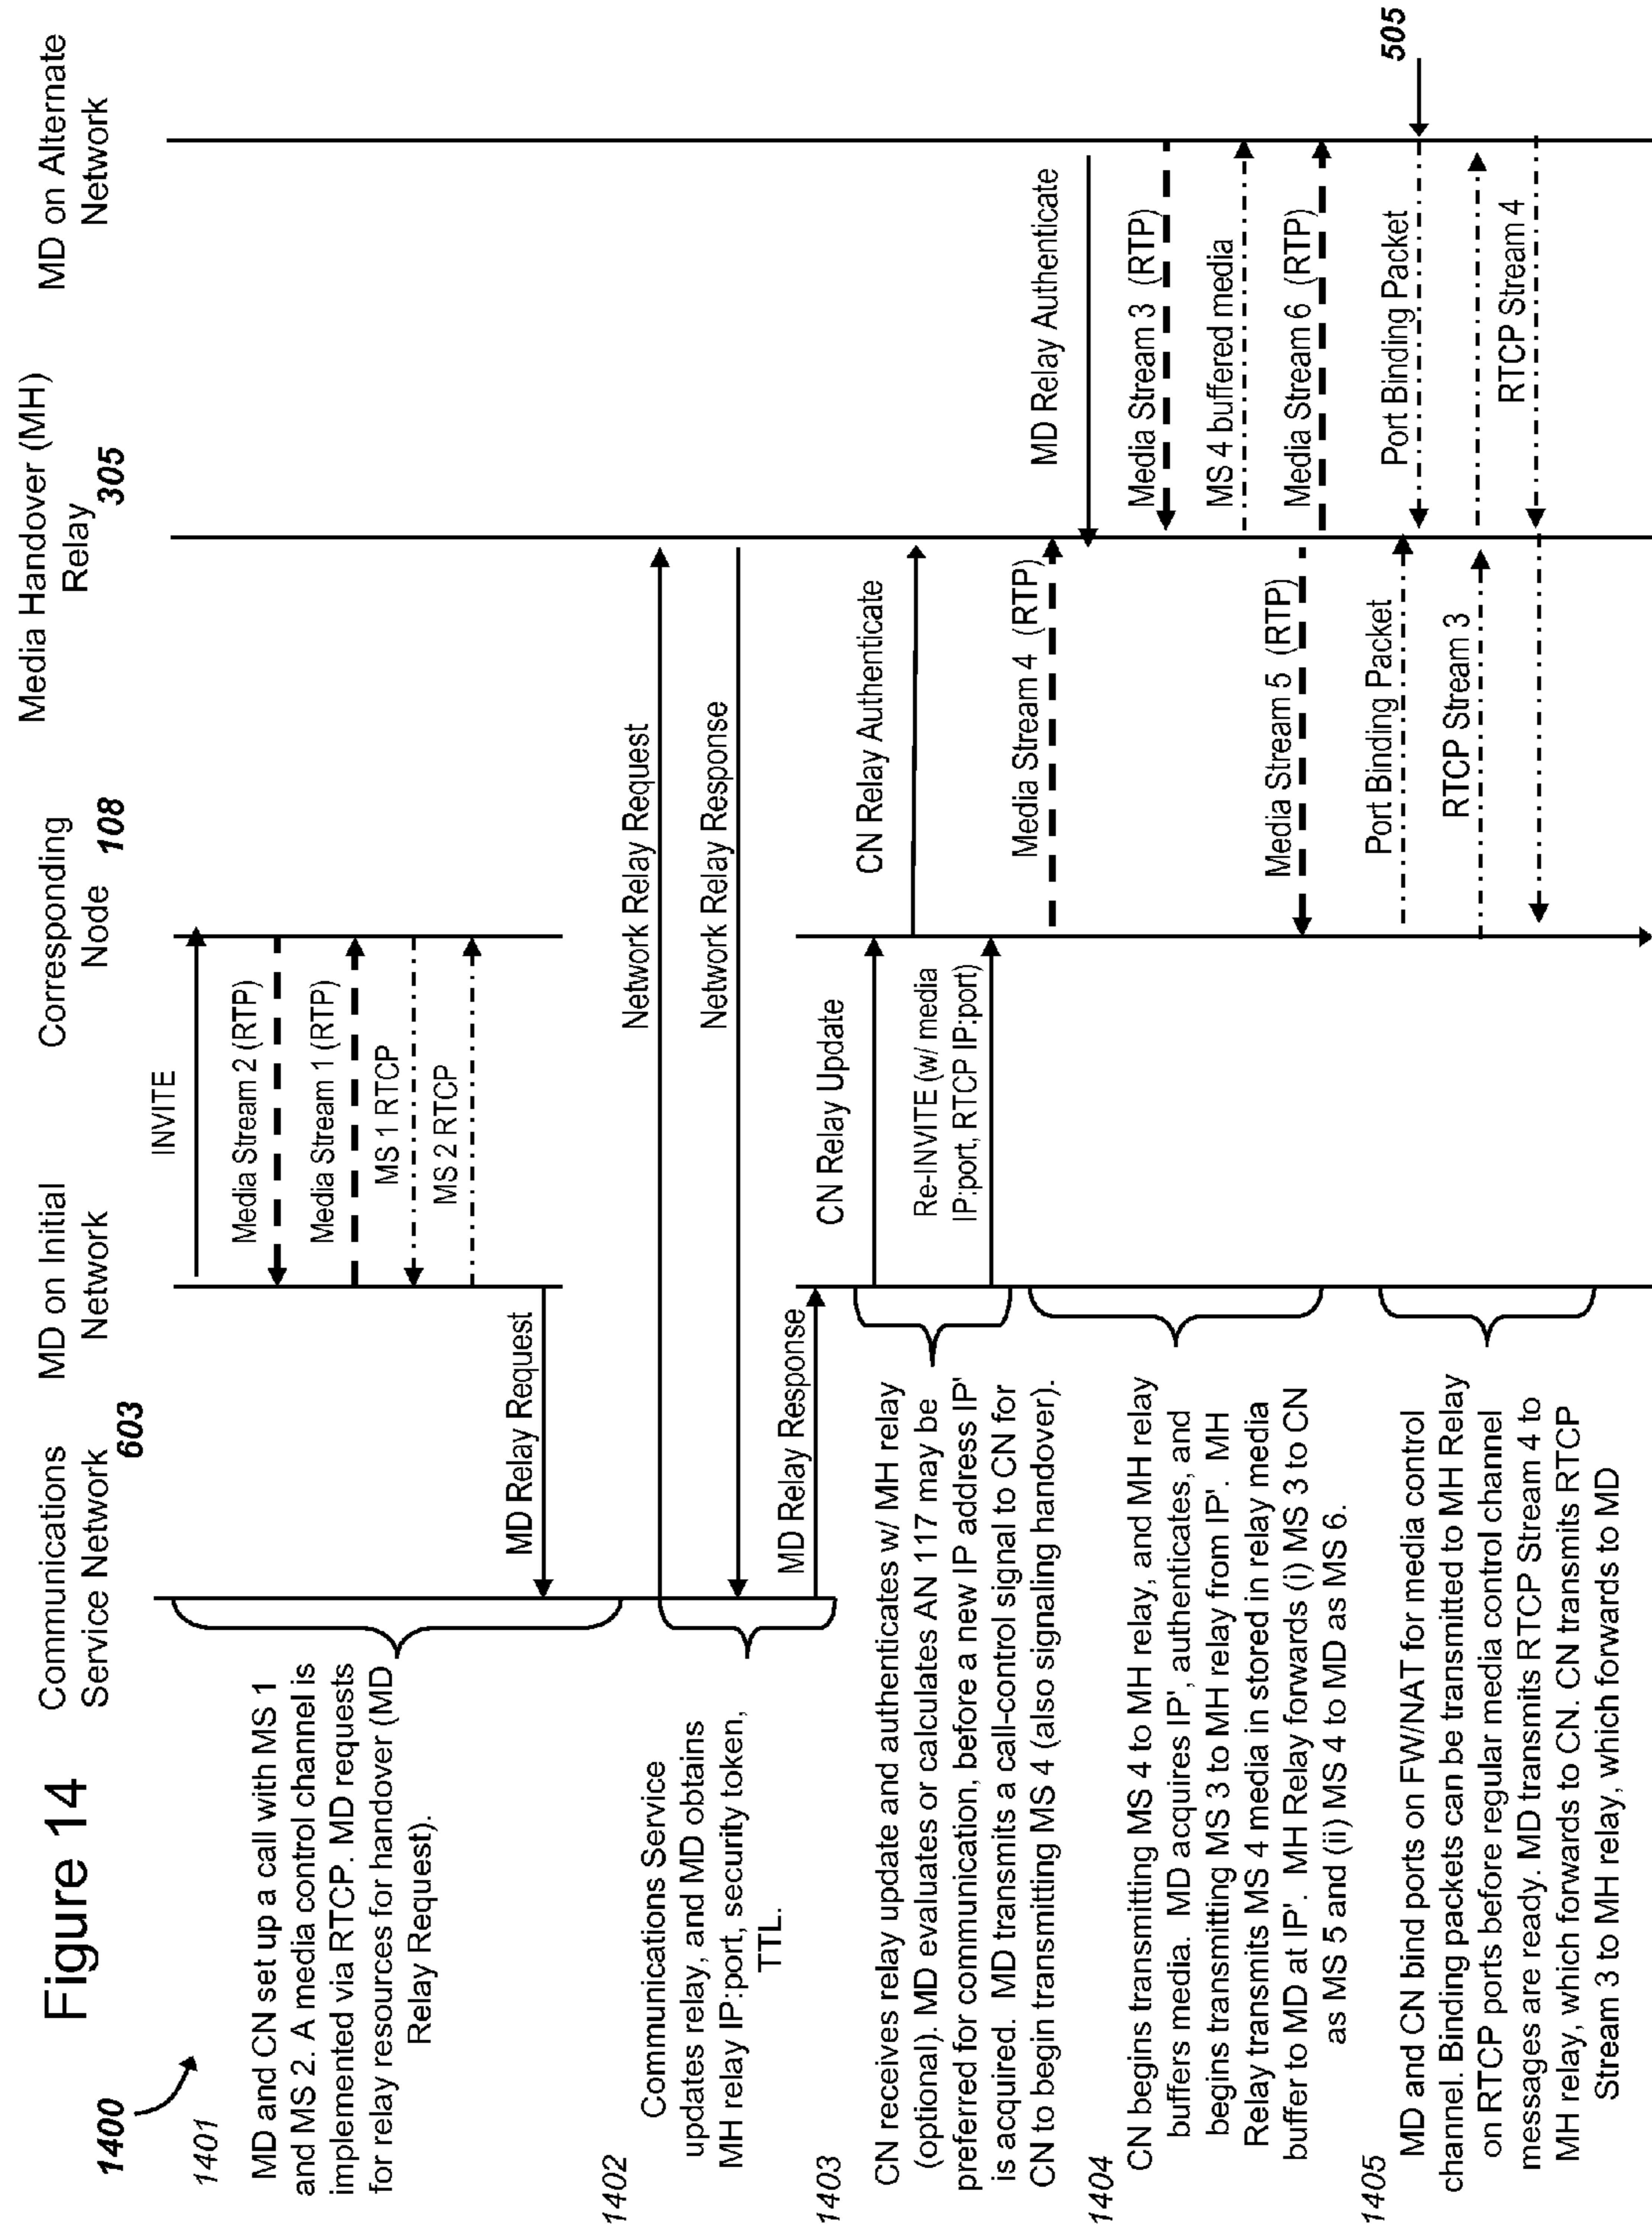 Figure 14
1400
Communications
Service Network
603
MD on Initial
Network
Corresponding
Node 108
Media Handover (MH)
Relay
305
MD on Alternate
Network
1401
MD and CN set up a call with MS 1
and MS 2. A media control channel is
implemented via RTCP. MD requests
for relay resources for handover (MD
Relay Request).
INVITE
Media Stream 2 (RTP)
Media Stream 1 (RTP)
MS 1 RTCP
MS 2 RTCP
MD Relay Request
1402
Communications Service
updates relay, and MD obtains
MH relay IP:port, security token,
TTL.
Network Relay Request
Network Relay Response
MD Relay Response
1403
CN receives relay update and authenticates w/ MH relay
(optional). MD evaluates or calculates AN 117 may be
preferred for communication, before a new IP address IP'
is acquired. MD transmits a call-control signal to CN for
CN to begin transmitting MS 4 (also signaling handover).
CN Relay Update
CN Relay Authenticate
Re-INVITE (w/ media
IP:port, RTCP IP:port)
1404
CN begins transmitting MS 4 to MH relay, and MH relay
buffers media. MD acquires IP', authenticates, and
begins transmitting MS 3 to MH relay from IP'. MH
Relay transmits MS 4 media in stored in relay media
buffer to MD at IP'. MH Relay forwards (i) MS 3 to CN
as MS 5 and (ii) MS 4 to MD as MS 6.
Media Stream 4 (RTP)
MD Relay Authenticate
Media Stream 3 (RTP)
MS 4 buffered media
Media Stream 5 (RTP)
Media Stream 6 (RTP)
1405
MD and CN bind ports on FW/NAT for media control
channel. Binding packets can be transmitted to MH Relay
on RTCP ports before regular media control channel
messages are ready. MD transmits RTCP Stream 4 to
MH relay, which forwards to CN. CN transmits RTCP
Stream 3 to MH relay, which forwards to MD
Port Binding Packet
Port Binding Packet
505
RTCP Stream 3
RTCP Stream 4